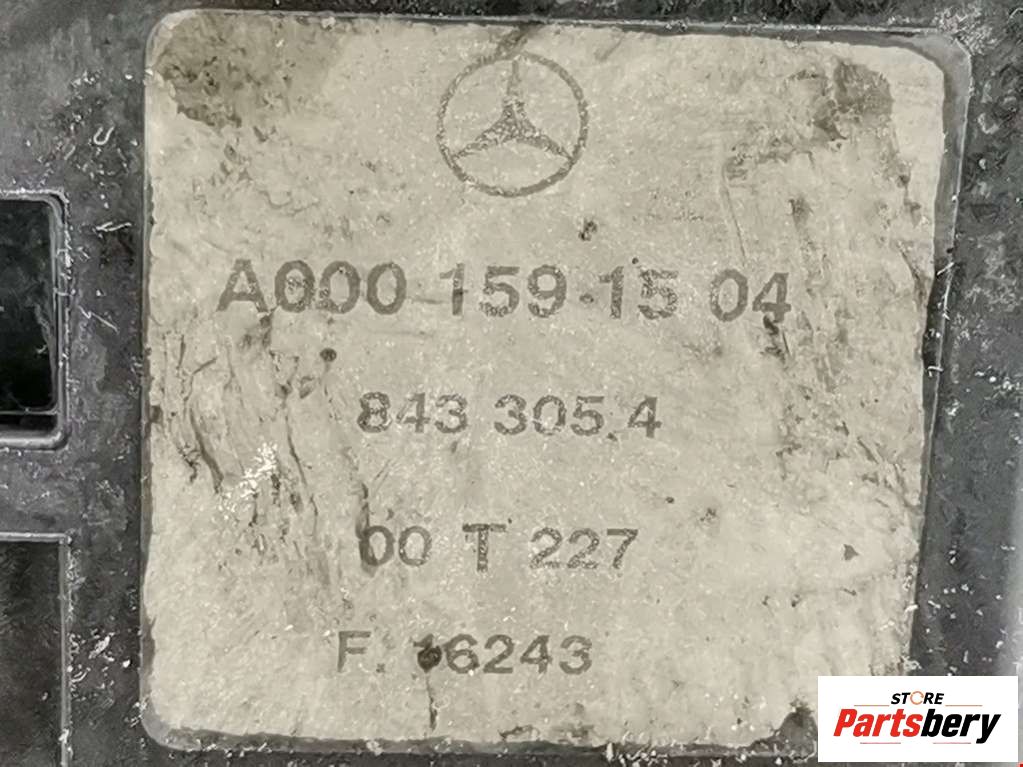 A000 159 15 04
843 305 4
00 T 227
F. 16243
STORE
Partsbery